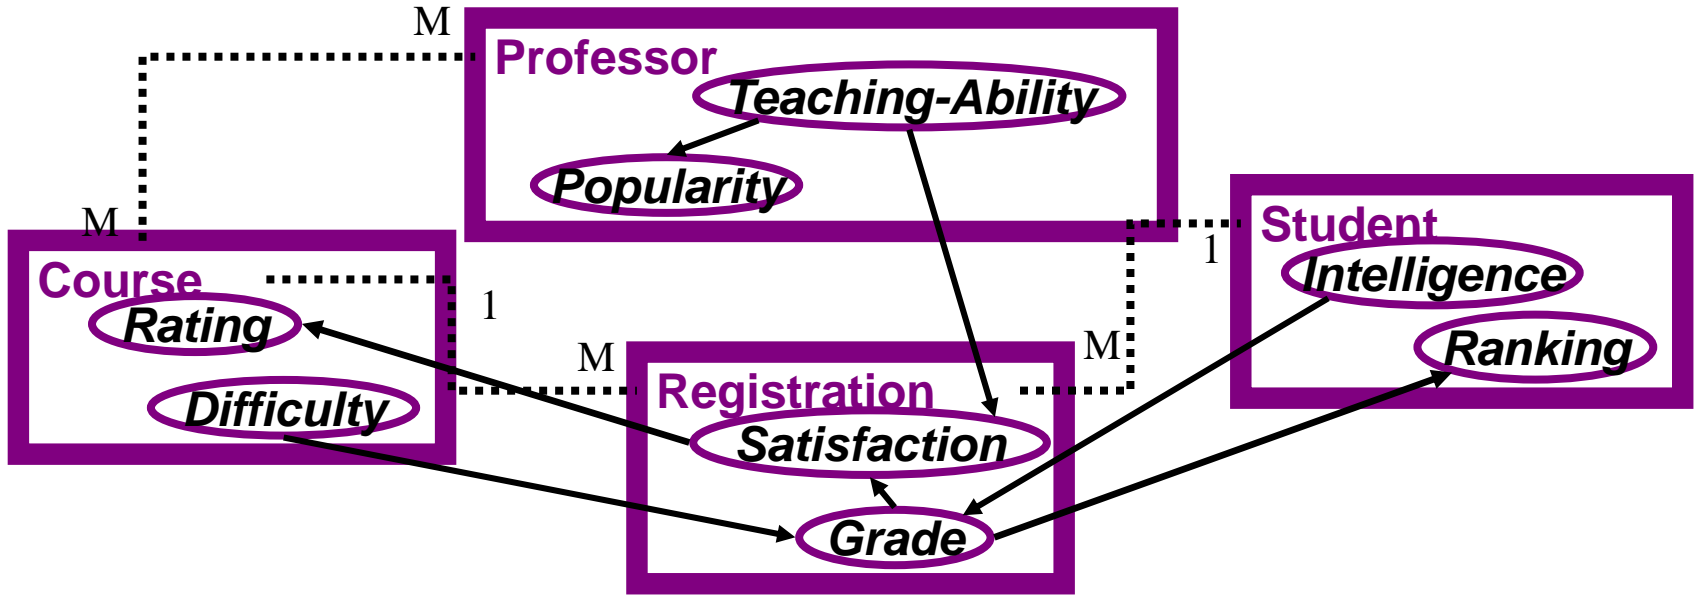 M
Professor
Teaching-Ability
Popularity
M
Course
Rating
Difficulty
1
M
Registration
Satisfaction
Grade
M
1
Student
Intelligence
Ranking